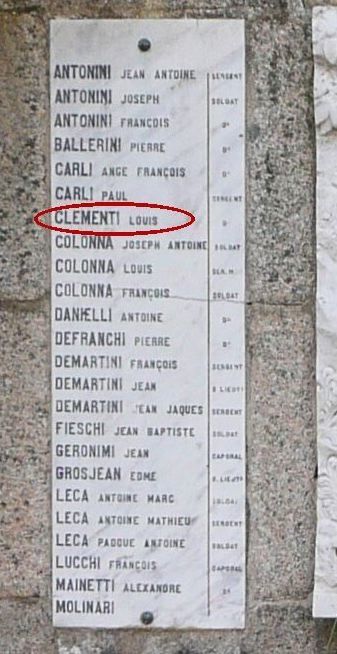 ANTONINI JEAN ANTOINE SERGENT
ANTONINI JOSEPH SOLDAT
ANTONINI FRANÇOIS Dº
BALLERINI PIERRE Dº
CARLI ANGE FRANÇOIS Dº
CARLI PAUL SERGENT
CLEMENTI LOUIS Dº
COLONNA JOSEPH ANTOINE SOLDAT
COLONNA LOUIS
COLONNA FRANÇOIS SOLDAT
DANIELLI ANTOINE Dº
DEFRANCHI PIERRE Dº
DEMARTINI FRANÇOIS SERGENT
DEMARTINI JEAN S. LIEUTt
DEMARTINI JEAN JAQUES SERGENT
FIESCHI JEAN BAPTISTE SOLDAT
GERONIMI JEAN CAPORAL
GROSJEAN EDME S. LIEUTt
LECA ANTOINE MARC SOLDAT
LECA ANTOINE MATHIEU SERGENT
LECA PADOUE ANTOINE SOLDAT
LUCCHI FRANÇOIS CAPORAL
MAINETTI ALEXANDRE Dº
MOLINARI